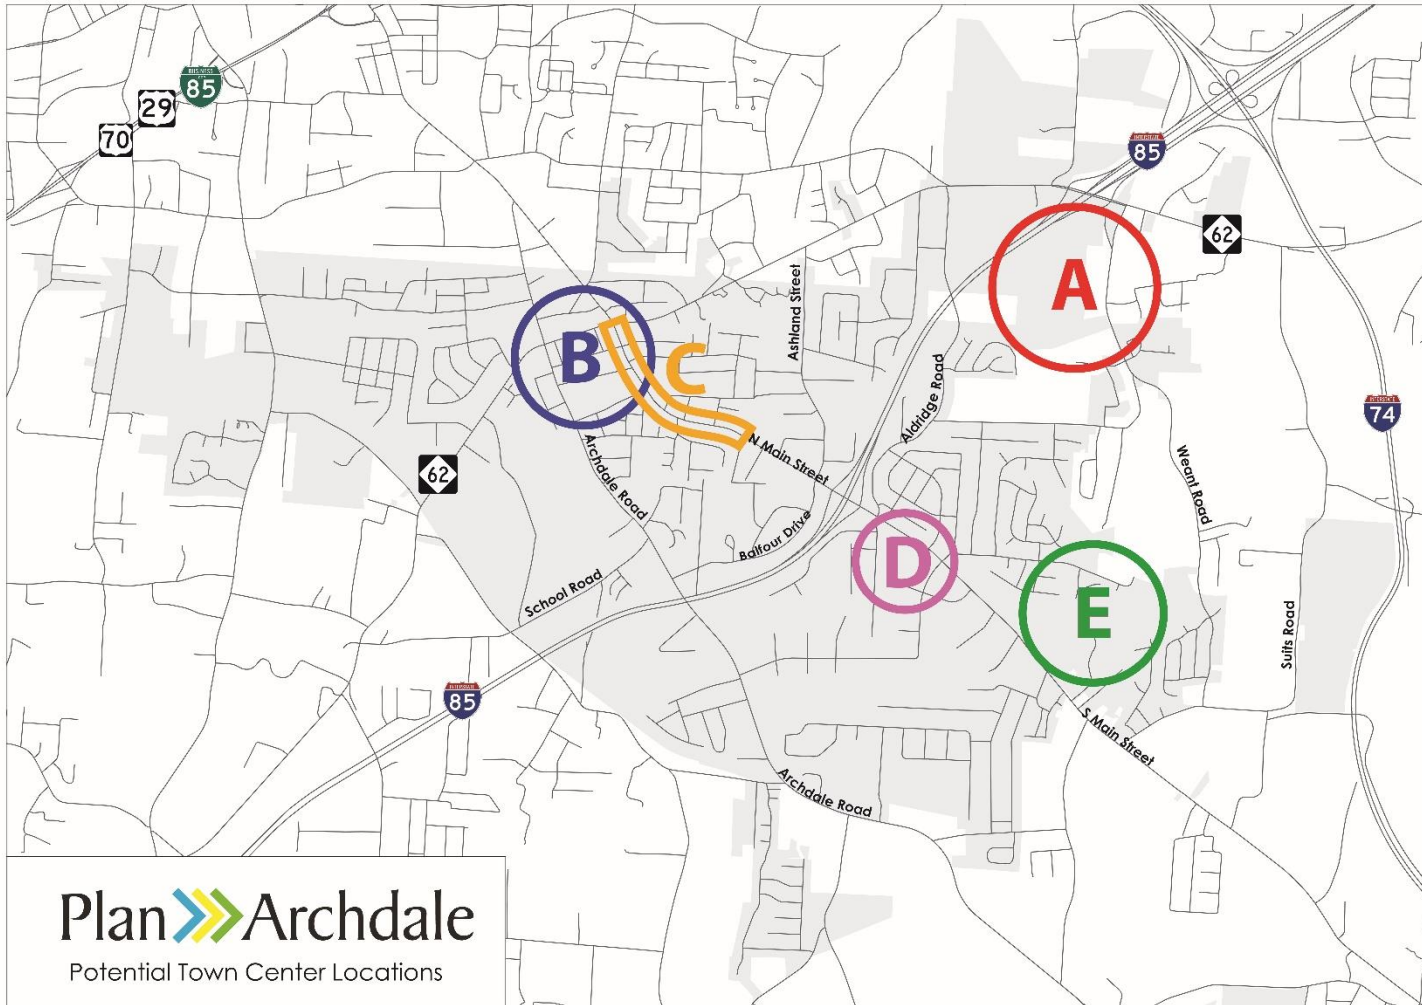 BUSINESS
85
29
70
INTERSTATE
85
62
A
Ashland Street
B
C
Aldridge Road
INTERSTATE
74
N Main Street
Archdale Road
62
Weant Road
Balfour Drive
D
School Road
E
Suits Road
INTERSTATE
85
S Main Street
Archdale Road
Plan Archdale
Potential Town Center Locations